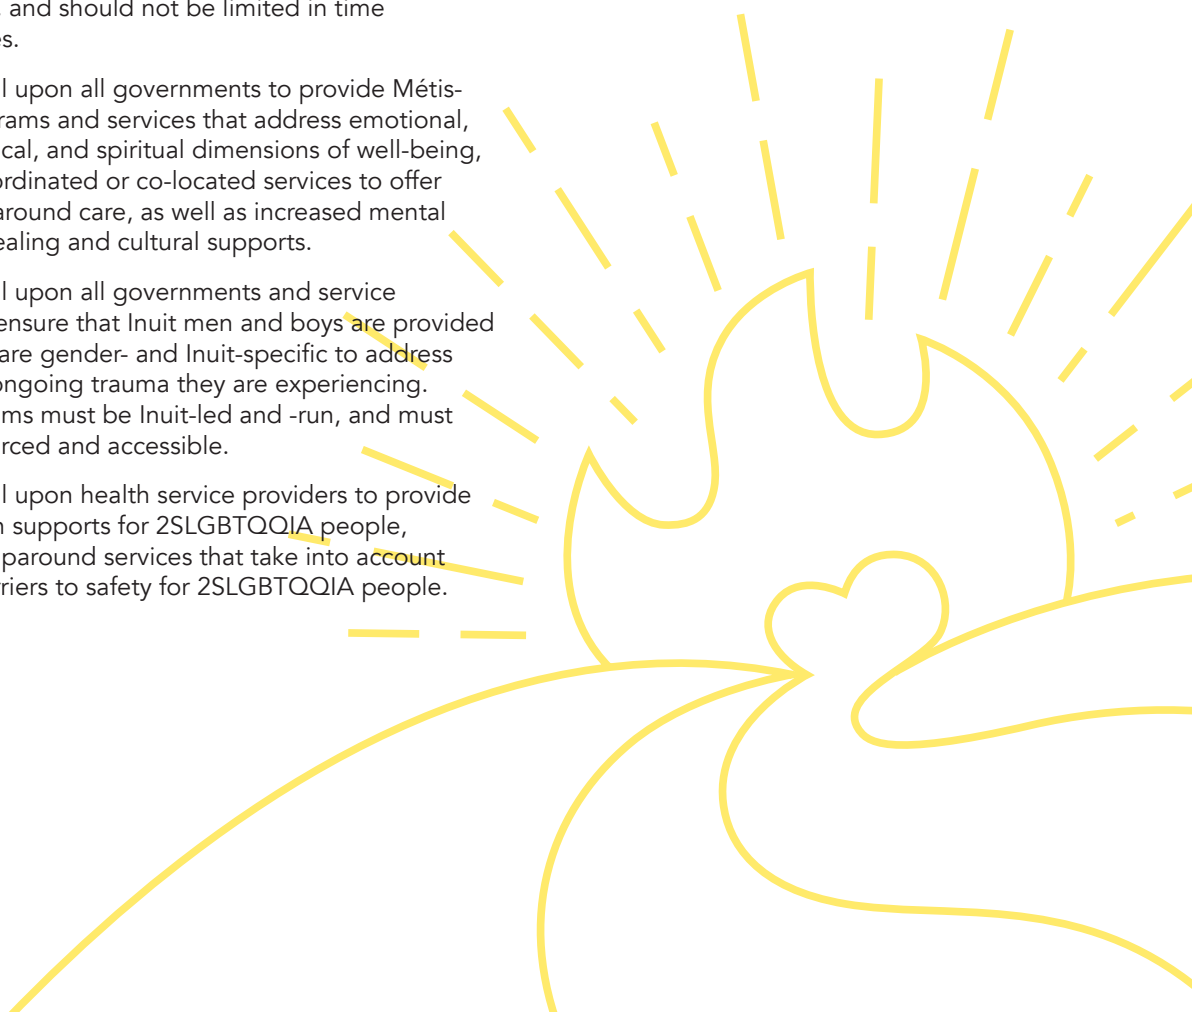 and should not be limited in time
es.
l upon all governments to provide Métis-
rams and services that address emotional,
cal, and spiritual dimensions of well-being,
ordinated or co-located services to offer
around care, as well as increased mental
ealing and cultural supports.
l upon all governments and service
ensure that Inuit men and boys are provided
are gender- and Inuit-specific to address
ongoing trauma they are experiencing.
ms must be Inuit-led and -run, and must
rced and accessible.
l upon health service providers to provide
n supports for 2SLGBTQQIA people,
paround services that take into account
riers to safety for 2SLGBTQQIA people.